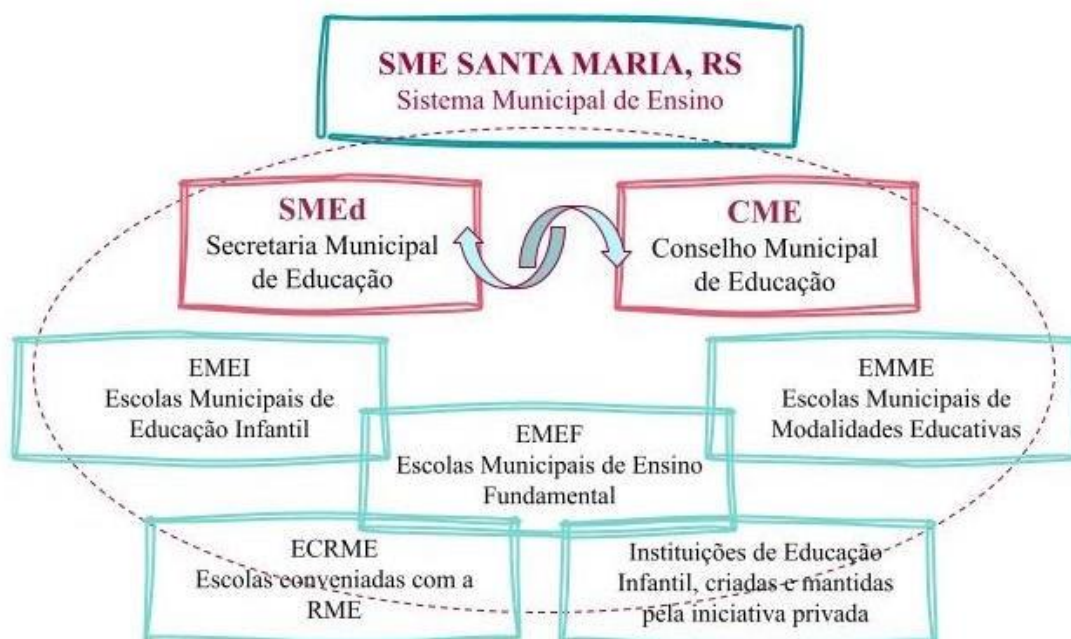 SME SANTA MARIA, RS
Sistema Municipal de Ensino
SMEd
Secretaria Municipal
de Educação
CME
Conselho Municipal
de Educação
EMEI
Escolas Municipais de
Educação Infantil
EMME
Escolas Municipais de
Modalidades Educativas
EMEF
Escolas Municipais de Ensino
Fundamental
ECRME
Escolas conveniadas com a
RME
Instituições de Educação
Infantil, criadas e mantidas
pela iniciativa privada